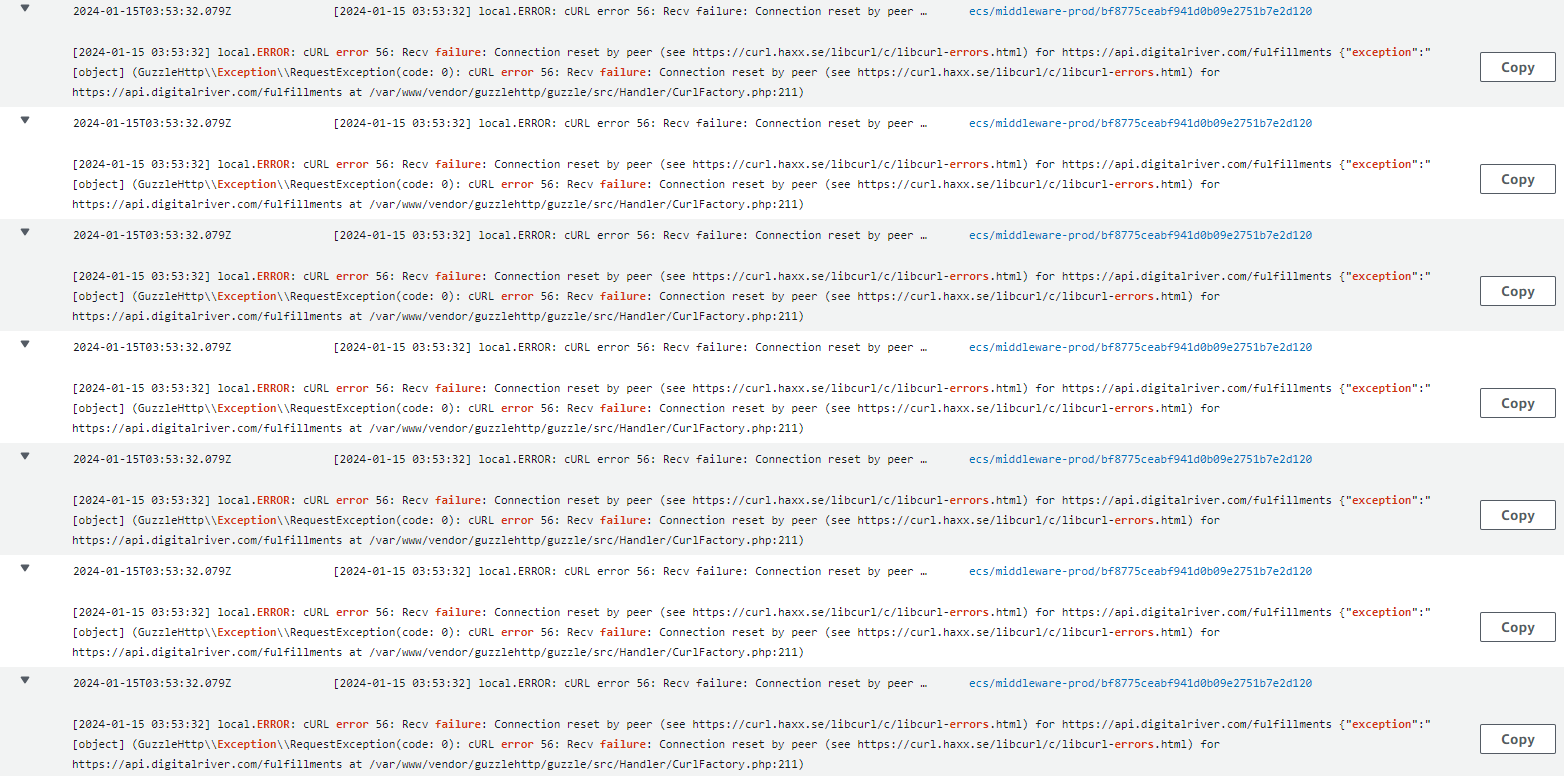 2024-01-15T03:53:32.079Z [2024-01-15 03:53:32] local.ERROR: cURL error 56: Recv failure: Connection reset by peer … ecs/middleware-prod/bf8775ceabf941d0b09e2751b7e2d120
[2024-01-15 03:53:32] local.ERROR: cURL error 56: Recv failure: Connection reset by peer (see https://curl.haxx.se/libcurl/c/libcurl-errors.html) for https://api.digitalriver.com/fulfillments {"exception":"
Copy
[object] (GuzzleHttp\\Exception\\RequestException(code: 0): cURL error 56: Recv failure: Connection reset by peer (see https://curl.haxx.se/libcurl/c/libcurl-errors.html) for
https://api.digitalriver.com/fulfillments at /var/www/vendor/guzzlehttp/guzzle/src/Handler/CurlFactory.php:211)
2024-01-15T03:53:32.079Z [2024-01-15 03:53:32] local.ERROR: cURL error 56: Recv failure: Connection reset by peer … ecs/middleware-prod/bf8775ceabf941d0b09e2751b7e2d120
[2024-01-15 03:53:32] local.ERROR: cURL error 56: Recv failure: Connection reset by peer (see https://curl.haxx.se/libcurl/c/libcurl-errors.html) for https://api.digitalriver.com/fulfillments {"exception":"
Copy
[object] (GuzzleHttp\\Exception\\RequestException(code: 0): cURL error 56: Recv failure: Connection reset by peer (see https://curl.haxx.se/libcurl/c/libcurl-errors.html) for
https://api.digitalriver.com/fulfillments at /var/www/vendor/guzzlehttp/guzzle/src/Handler/CurlFactory.php:211)
2024-01-15T03:53:32.079Z [2024-01-15 03:53:32] local.ERROR: cURL error 56: Recv failure: Connection reset by peer … ecs/middleware-prod/bf8775ceabf941d0b09e2751b7e2d120
[2024-01-15 03:53:32] local.ERROR: cURL error 56: Recv failure: Connection reset by peer (see https://curl.haxx.se/libcurl/c/libcurl-errors.html) for https://api.digitalriver.com/fulfillments {"exception":"
Copy
[object] (GuzzleHttp\\Exception\\RequestException(code: 0): cURL error 56: Recv failure: Connection reset by peer (see https://curl.haxx.se/libcurl/c/libcurl-errors.html) for
https://api.digitalriver.com/fulfillments at /var/www/vendor/guzzlehttp/guzzle/src/Handler/CurlFactory.php:211)
2024-01-15T03:53:32.079Z [2024-01-15 03:53:32] local.ERROR: cURL error 56: Recv failure: Connection reset by peer … ecs/middleware-prod/bf8775ceabf941d0b09e2751b7e2d120
[2024-01-15 03:53:32] local.ERROR: cURL error 56: Recv failure: Connection reset by peer (see https://curl.haxx.se/libcurl/c/libcurl-errors.html) for https://api.digitalriver.com/fulfillments {"exception":"
Copy
[object] (GuzzleHttp\\Exception\\RequestException(code: 0): cURL error 56: Recv failure: Connection reset by peer (see https://curl.haxx.se/libcurl/c/libcurl-errors.html) for
https://api.digitalriver.com/fulfillments at /var/www/vendor/guzzlehttp/guzzle/src/Handler/CurlFactory.php:211)
2024-01-15T03:53:32.079Z [2024-01-15 03:53:32] local.ERROR: cURL error 56: Recv failure: Connection reset by peer … ecs/middleware-prod/bf8775ceabf941d0b09e2751b7e2d120
[2024-01-15 03:53:32] local.ERROR: cURL error 56: Recv failure: Connection reset by peer (see https://curl.haxx.se/libcurl/c/libcurl-errors.html) for https://api.digitalriver.com/fulfillments {"exception":"
Copy
[object] (GuzzleHttp\\Exception\\RequestException(code: 0): cURL error 56: Recv failure: Connection reset by peer (see https://curl.haxx.se/libcurl/c/libcurl-errors.html) for
https://api.digitalriver.com/fulfillments at /var/www/vendor/guzzlehttp/guzzle/src/Handler/CurlFactory.php:211)
2024-01-15T03:53:32.079Z [2024-01-15 03:53:32] local.ERROR: cURL error 56: Recv failure: Connection reset by peer … ecs/middleware-prod/bf8775ceabf941d0b09e2751b7e2d120
[2024-01-15 03:53:32] local.ERROR: cURL error 56: Recv failure: Connection reset by peer (see https://curl.haxx.se/libcurl/c/libcurl-errors.html) for https://api.digitalriver.com/fulfillments {"exception":"
Copy
[object] (GuzzleHttp\\Exception\\RequestException(code: 0): cURL error 56: Recv failure: Connection reset by peer (see https://curl.haxx.se/libcurl/c/libcurl-errors.html) for
https://api.digitalriver.com/fulfillments at /var/www/vendor/guzzlehttp/guzzle/src/Handler/CurlFactory.php:211)
2024-01-15T03:53:32.079Z [2024-01-15 03:53:32] local.ERROR: cURL error 56: Recv failure: Connection reset by peer … ecs/middleware-prod/bf8775ceabf941d0b09e2751b7e2d120
[2024-01-15 03:53:32] local.ERROR: cURL error 56: Recv failure: Connection reset by peer (see https://curl.haxx.se/libcurl/c/libcurl-errors.html) for https://api.digitalriver.com/fulfillments {"exception":"
Copy
[object] (GuzzleHttp\\Exception\\RequestException(code: 0): cURL error 56: Recv failure: Connection reset by peer (see https://curl.haxx.se/libcurl/c/libcurl-errors.html) for
https://api.digitalriver.com/fulfillments at /var/www/vendor/guzzlehttp/guzzle/src/Handler/CurlFactory.php:211)